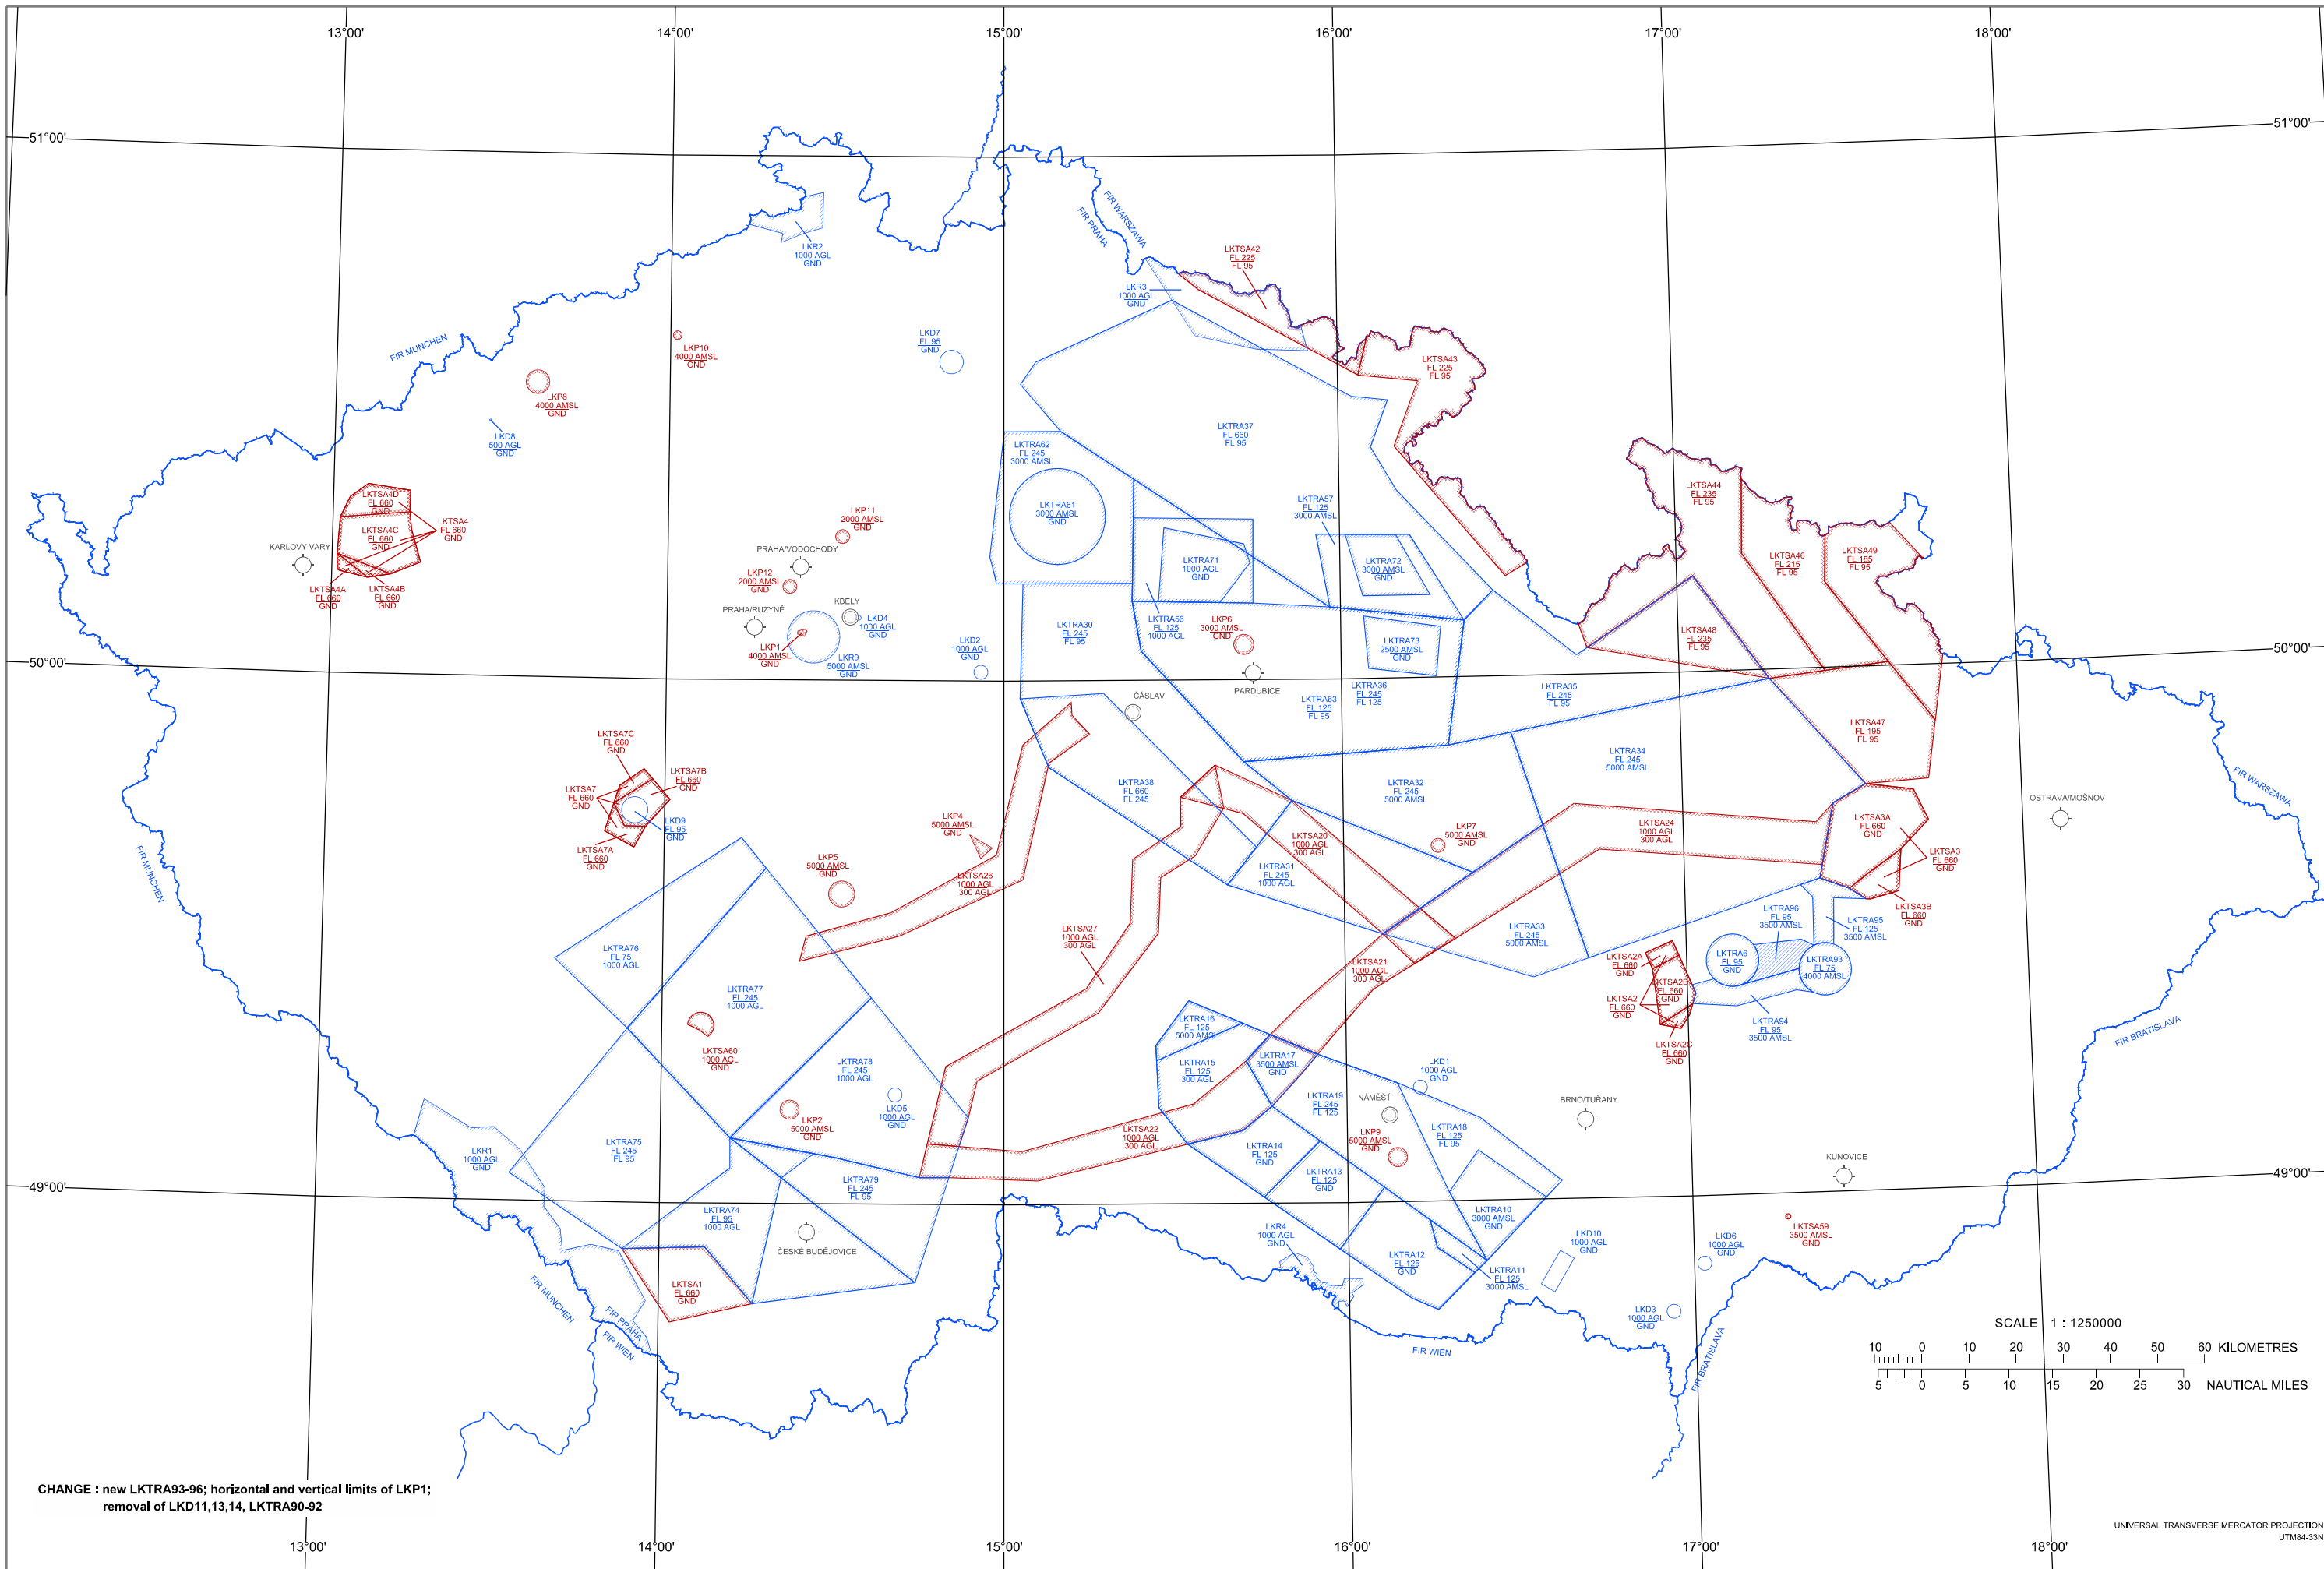 13°00'
14°00'
15°00'
16°00'
17°00'
18°00'
51°00'
51°00'
FIR WARSZAWA
FIR PRAHA
LKR2
1000 AGL
GND
LKTSA42
FL 225
FL 95
LKR3
1000 AGL
GND
FIR MUNCHEN
LKP10
4000 AMSL
GND
LKD7
FL 95
GND
LKTSA43
FL 225
FL 95
LKP8
4000 AMSL
GND
LKD8
500 AGL
GND
LKTRA37
FL 660
FL 95
LKTRA62
FL 245
3000 AMSL
LKTSA4D
FL 660
GND
LKTSA4C
FL 660
GND
LKTSA4
FL 660
GND
LKTSA4A
FL 660
GND
LKTSA4B
FL 660
GND
KARLOVY VARY
LKTRA61
3000 AMSL
GND
LKTRA57
FL 125
3000 AMSL
LKTSA44
FL 235
FL 95
LKP11
2000 AMSL
GND
PRAHA/VODOCHODY
LKP12
2000 AMSL
GND
LKTRA71
1000 AGL
GND
LKTRA72
3000 AMSL
GND
LKTSA46
FL 215
FL 95
LKTSA49
FL 185
FL 95
PRAHA/RUZYNĚ
KBELY
LKD4
1000 AGL
GND
LKP1
4000 AMSL
GND
LKR9
5000 AMSL
GND
LKD2
1000 AGL
GND
LKTRA30
FL 245
FL 95
LKTRA56
FL 125
1000 AGL
LKP6
3000 AMSL
GND
LKTRA73
2500 AMSL
GND
LKTSA48
FL 235
FL 95
50°00'
50°00'
ČÁSLAV
PARDUBICE
LKTRA63
FL 125
FL 95
LKTRA36
FL 245
FL 125
LKTRA35
FL 245
FL 95
LKTSA47
FL 195
FL 95
FIR MUNCHEN
LKTSA7C
FL 660
GND
LKTSA7B
FL 660
GND
LKTSA7
FL 660
GND
LKD9
FL 95
GND
LKTSA7A
FL 660
GND
LKTRA38
FL 660
FL 245
LKTRA32
FL 245
5000 AMSL
LKTRA34
FL 245
5000 AMSL
FIR WARSZAWA
OSTRAVA/MOŠNOV
LKP4
5000 AMSL
GND
LKP5
5000 AMSL
GND
LKTSA26
1000 AGL
300 AGL
LKTSA20
1000 AGL
300 AGL
LKTRA31
FL 245
1000 AGL
LKP7
5000 AMSL
GND
LKTSA24
1000 AGL
300 AGL
LKTSA3A
FL 660
GND
LKTSA3
FL 660
GND
LKTSA3B
FL 660
GND
LKTRA76
FL 75
1000 AGL
LKTSA27
1000 AGL
300 AGL
LKTRA33
FL 245
5000 AMSL
LKTRA96
FL 95
3500 AMSL
LKTRA95
FL 125
3500 AMSL
LKTSA21
1000 AGL
300 AGL
LKTSA2A
FL 660
GND
LKTSA2B
FL 660
GND
LKTSA2
FL 660
GND
LKTSA2C
FL 660
GND
LKTRA6
FL 95
GND
LKTRA93
FL 75
4000 AMSL
LKTRA94
FL 95
3500 AMSL
FIR BRATISLAVA
LKTRA77
FL 245
1000 AGL
LKTSA60
1000 AGL
GND
LKTRA78
FL 245
1000 AGL
LKTRA16
FL 125
5000 AMSL
LKTRA15
FL 125
300 AGL
LKTRA17
3500 AMSL
GND
LKD1
1000 AGL
GND
LKTRA19
FL 245
FL 125
NÁMĚŠŤ
LKP9
5000 AMSL
GND
BRNO/TUŘANY
LKTRA18
FL 125
FL 95
LKD5
1000 AGL
GND
LKP2
5000 AMSL
GND
LKTSA22
1000 AGL
300 AGL
LKTRA75
FL 245
FL 95
LKR1
1000 AGL
GND
LKTRA14
FL 125
GND
LKTRA13
FL 125
GND
KUNOVICE
49°00'
49°00'
LKTRA79
FL 245
FL 95
LKTRA74
FL 95
1000 AGL
ČESKÉ BUDĚJOVICE
LKR4
1000 AGL
GND
LKTRA12
FL 125
GND
LKTRA10
3000 AMSL
GND
LKTRA11
FL 125
3000 AMSL
LKD10
1000 AGL
GND
LKD6
1000 AGL
GND
LKTSA59
3500 AMSL
GND
LKTSA1
FL 660
GND
FIR MUNCHEN
FIR PRAHA
FIR WIEN
LKD3
1000 AGL
GND
FIR WIEN
FIR BRATISLAVA
SCALE 1 : 1250000
10 0 10 20 30 40 50 60 KILOMETRES
5 0 5 10 15 20 25 30 NAUTICAL MILES
CHANGE : new LKTRA93-96; horizontal and vertical limits of LKP1;
removal of LKD11,13,14, LKTRA90-92
UNIVERSAL TRANSVERSE MERCATOR PROJECTION
UTM84-33N
13°00'
14°00'
15°00'
16°00'
17°00'
18°00'